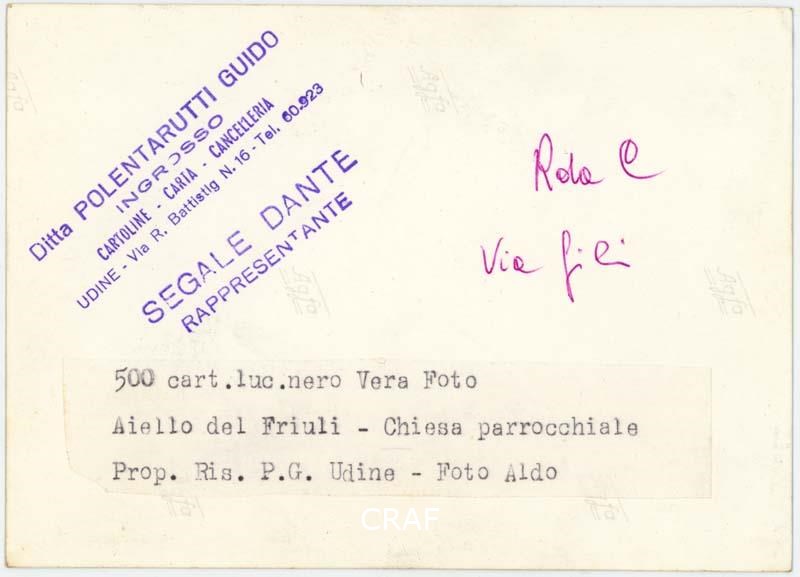 Ditta POLENTARUTTI GUIDO
INGROSSO
CARTOLINE - CARTA - CANCELLERIA
UDINE - Via R. Battistig N. 16 - Tel. 60.923
SEGALE DANTE
RAPPRESENTANTE
Via
500 cart.luc.nero Vera Foto
Aiello del Friuli - Chiesa parrocchiale
Prop. Ris. P.G. Udine - Foto Aldo
CRAF